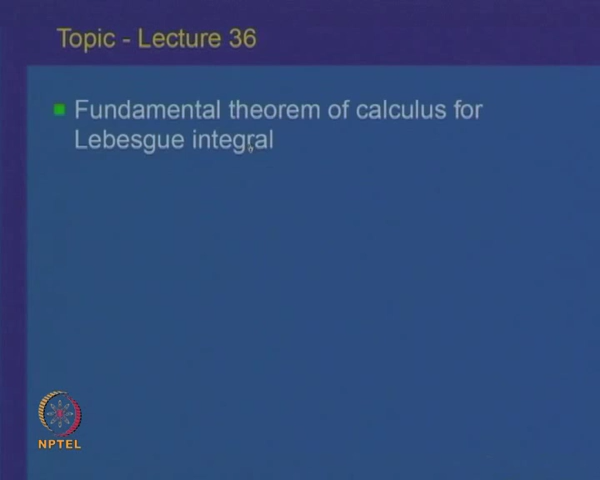 Topic - Lecture 36
Fundamental theorem of calculus for
Lebesgue integral
NPTEL